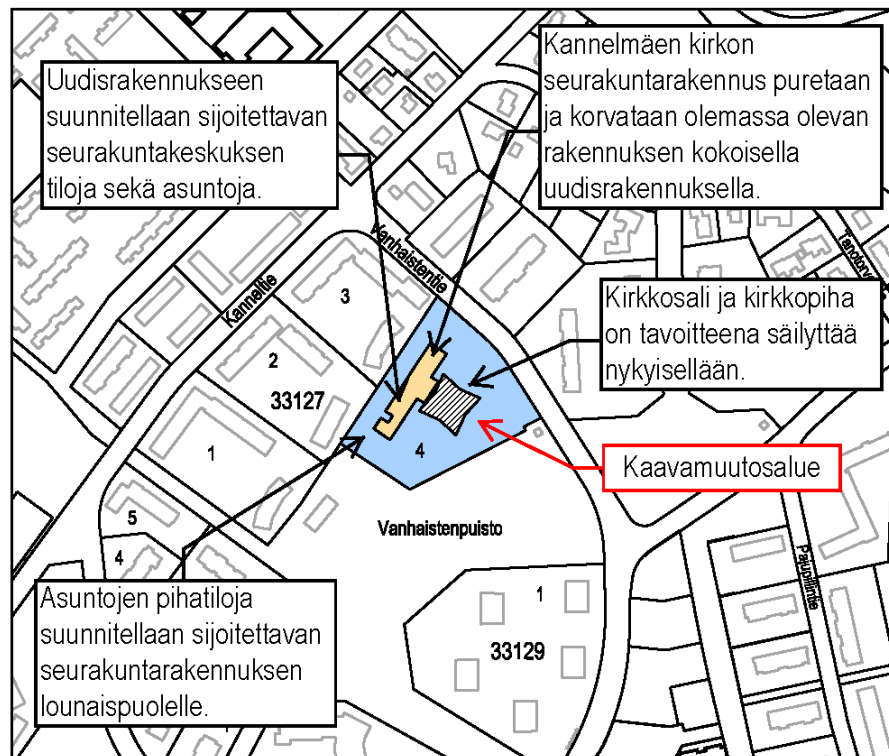 Uudisrakennukseen
suunnitellaan sijoitettavan
seurakuntakeskuksen
tiloja sekä asuntoja.
Kannelmäen kirkon
seurakuntarakennus puretaan
ja korvataan olemassa olevan
rakennuksen kokoisella
uudisrakennuksella.
Kirkkosali ja kirkkopiha
on tavoitteena säilyttää
nykyisellään.
Kaavamuutosalue
Asuntojen pihatiloja
suunnitellaan sijoitettavan
seurakuntarakennuksen
lounaispuolelle.
Vanhaistentie
Kanneltie
3
2
33127
1
4
5
4
Vanhaistenpuisto
1
33129
Pajupillintie